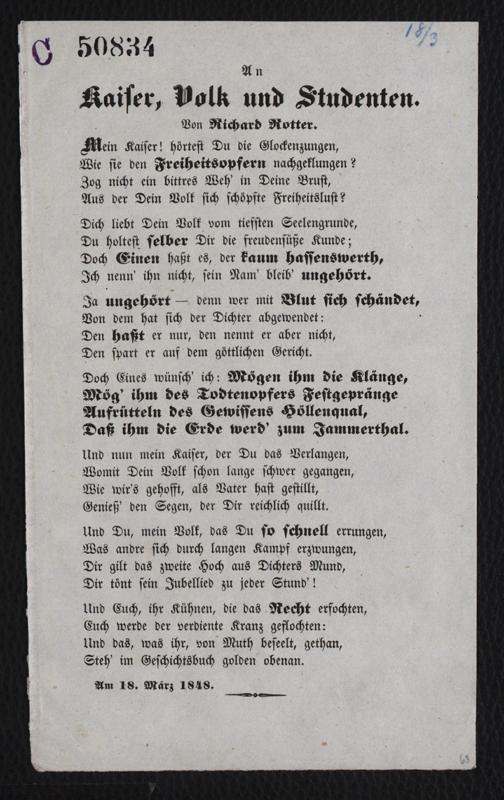 C 50834
18/3
An
Kaiser, Volk und Studenten.
Von Richard Rotter.
Mein Kaiser! hörtest Du die Glockenzungen,
Wie sie den Freiheitsopfern nachgeklungen?
Zog nicht ein bittres Weh' in Deine Brust,
Aus der Dein Volk sich schöpfte Freiheitslust?
Dich liebt Dein Volk vom tiefsten Seelengrunde,
Du holtest selber Dir die freudensüße Kunde;
Doch Einen haßt es, der kaum hassenswerth,
Ich nenn' ihn nicht, sein Nam' bleib' ungehört.
Ja ungehört — denn wer mit Blut sich schändet,
Von dem hat sich der Dichter abgewendet:
Den haßt er nur, den nennt er aber nicht,
Den spart er auf dem göttlichen Gericht.
Doch Eines wünsch' ich: Mögen ihm die Klänge,
Mög' ihm des Todtenopfers Festgepränge
Aufrütteln des Gewissens Höllenqual,
Daß ihm die Erde werd' zum Jammerthal.
Und nun mein Kaiser, der Du das Verlangen,
Womit Dein Volk schon lange schwer gegangen,
Wie wir's gehofft, als Vater hast gestillt,
Genieß' den Segen, der Dir reichlich quillt.
Und Du, mein Volk, das Du so schnell errungen,
Was andre sich durch langen Kampf erzwungen,
Dir gilt das zweite Hoch aus Dichters Mund,
Dir tönt sein Jubellied zu jeder Stund'!
Und Euch, ihr Kühnen, die das Recht erfochten,
Euch werde der verdiente Kranz geflochten:
Und das, was ihr, von Muth beseelt, gethan,
Steh' im Geschichtsbuch golden obenan.
Am 18. März 1848.